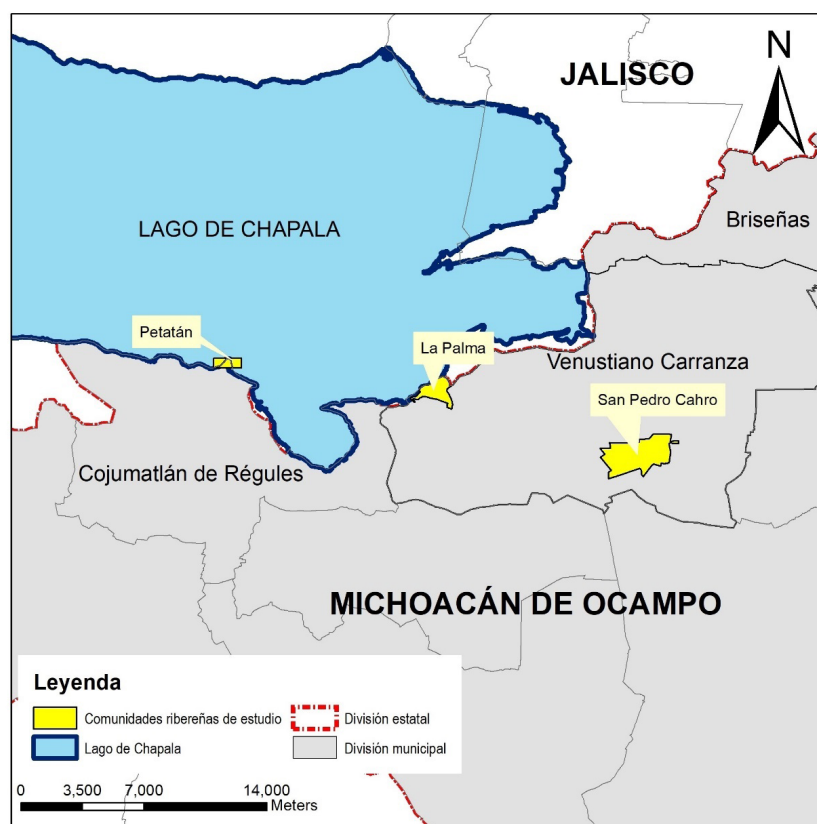 N
JALISCO
Briseñas
LAGO DE CHAPALA
Petatán
La Palma
Venustiano Carranza
San Pedro Cahro
Cojumatlán de Régules
MICHOACÁN DE OCAMPO
Leyenda
Comunidades ribereñas de estudio
División estatal
Lago de Chapala
División municipal
0 3,500 7,000 14,000
Meters